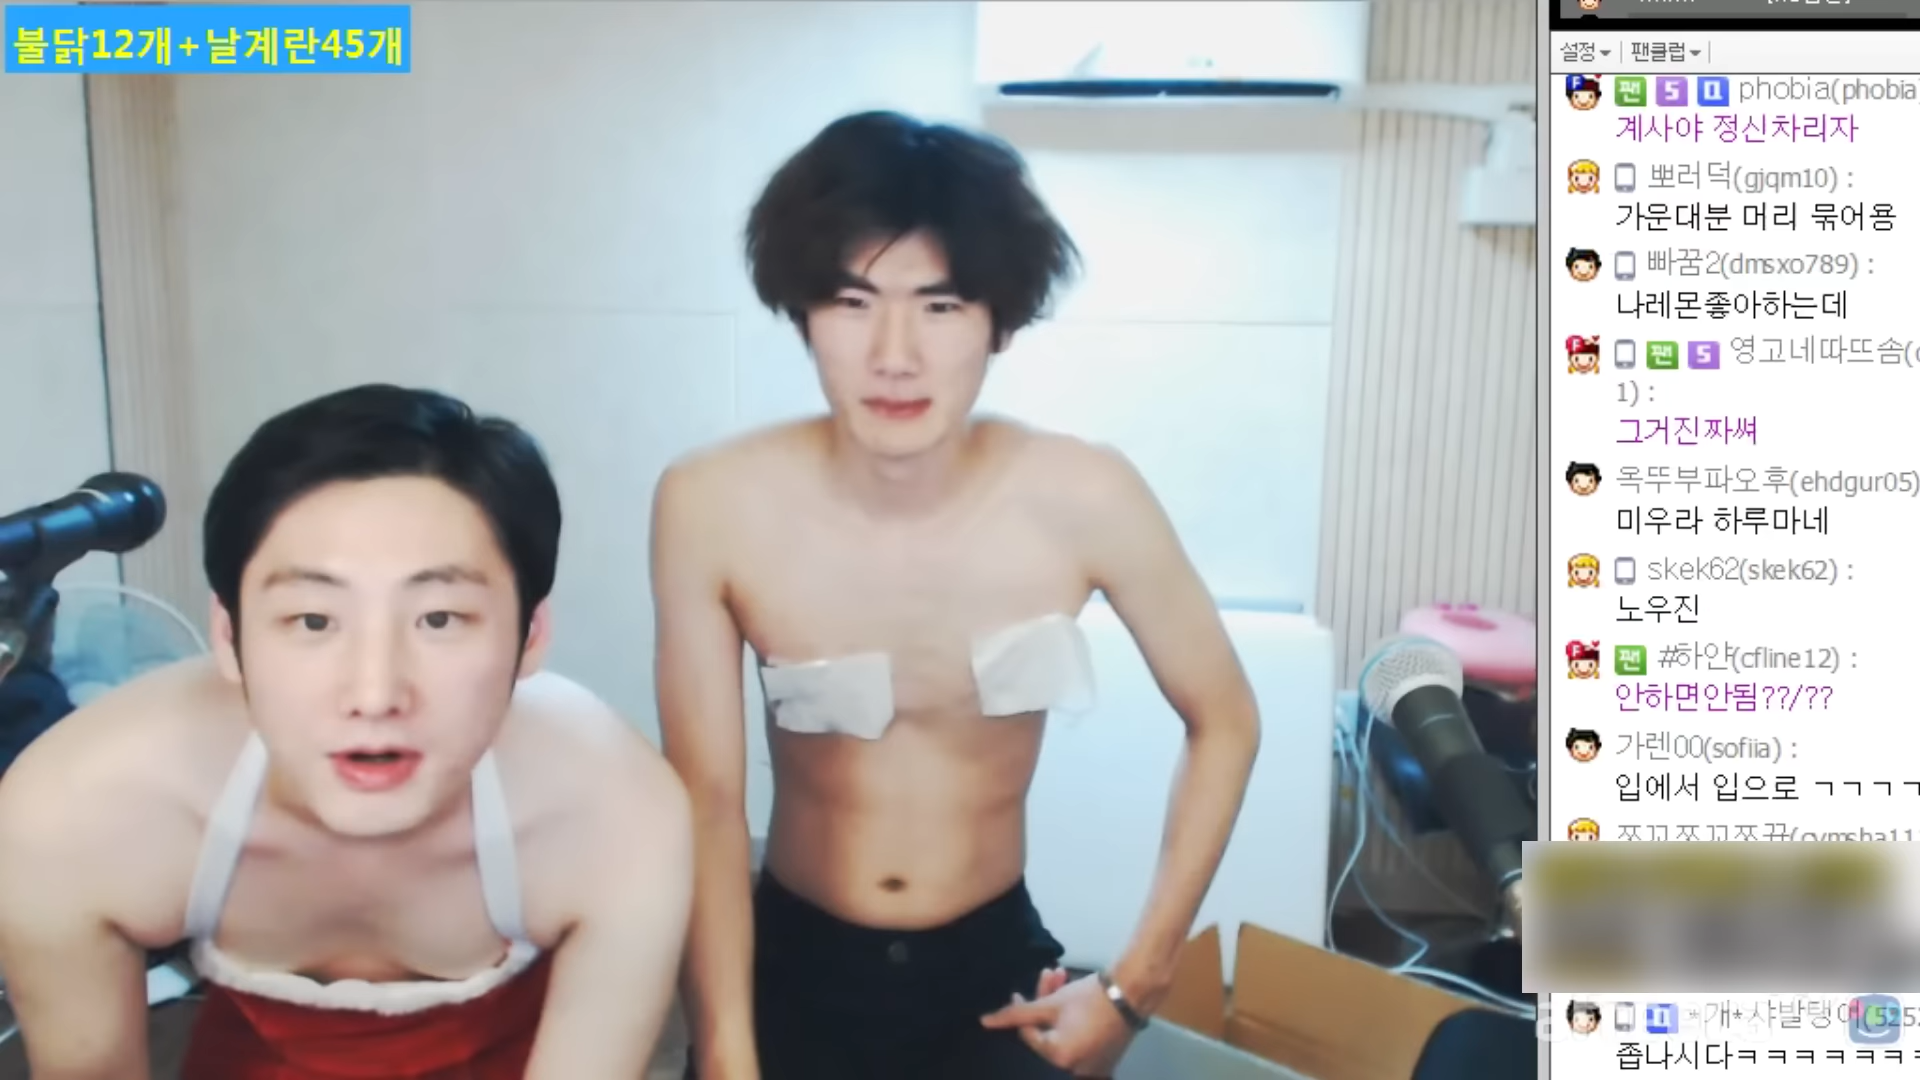 불닭12개+날계란45개
설정 팬클럽
팬 S phobia(phobia)
계사야 정신차리자
뽀러덕(gjqm10) :
가운대분 머리 묶어용
빠꿈2(dmsxo789) :
나레몬좋아하는데
팬 S 영고네따뜨솜(
1) :
그거진짜써
옥뚜부파오후(ehdgur05)
미우라 하루마네
skek62(skek62) :
노우진
팬 #하얀(cfline12) :
안하면안됨??/??
가렌00(sofiia) :
입에서 입으로 ㄱㄱㄱㄱ
좁나시다ㅋㅋㅋㅋㅋㅋㅋ